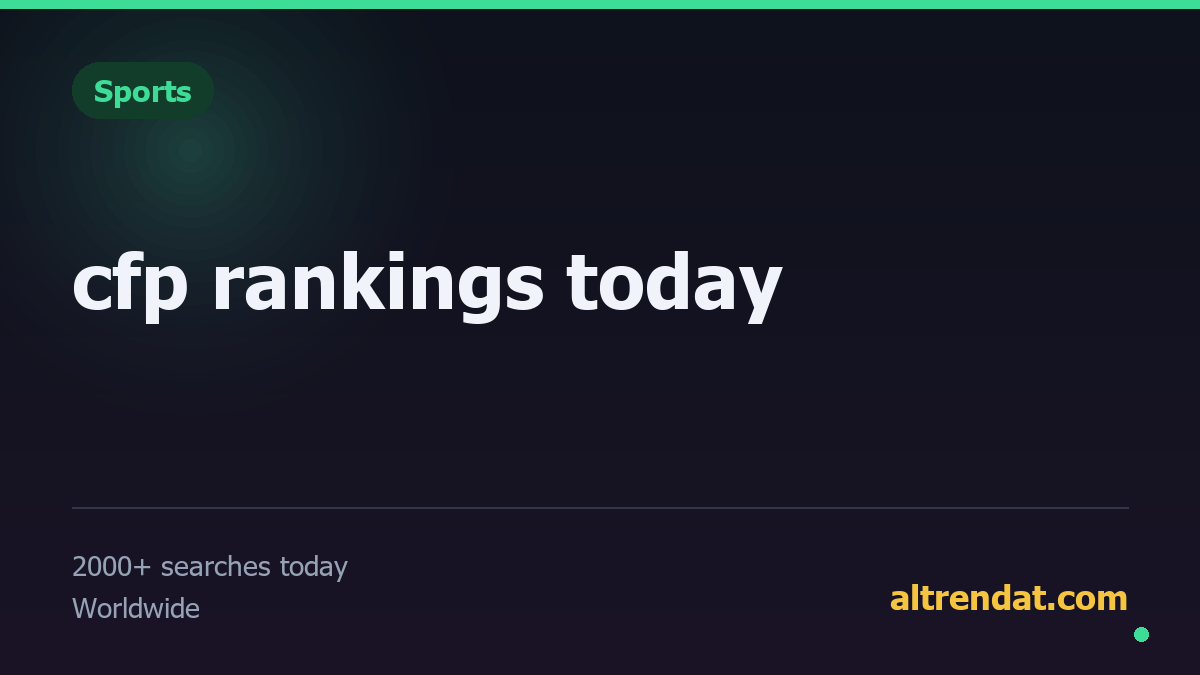 Sports
cfp rankings today
2000+ searches today
Worldwide
altrendat.com